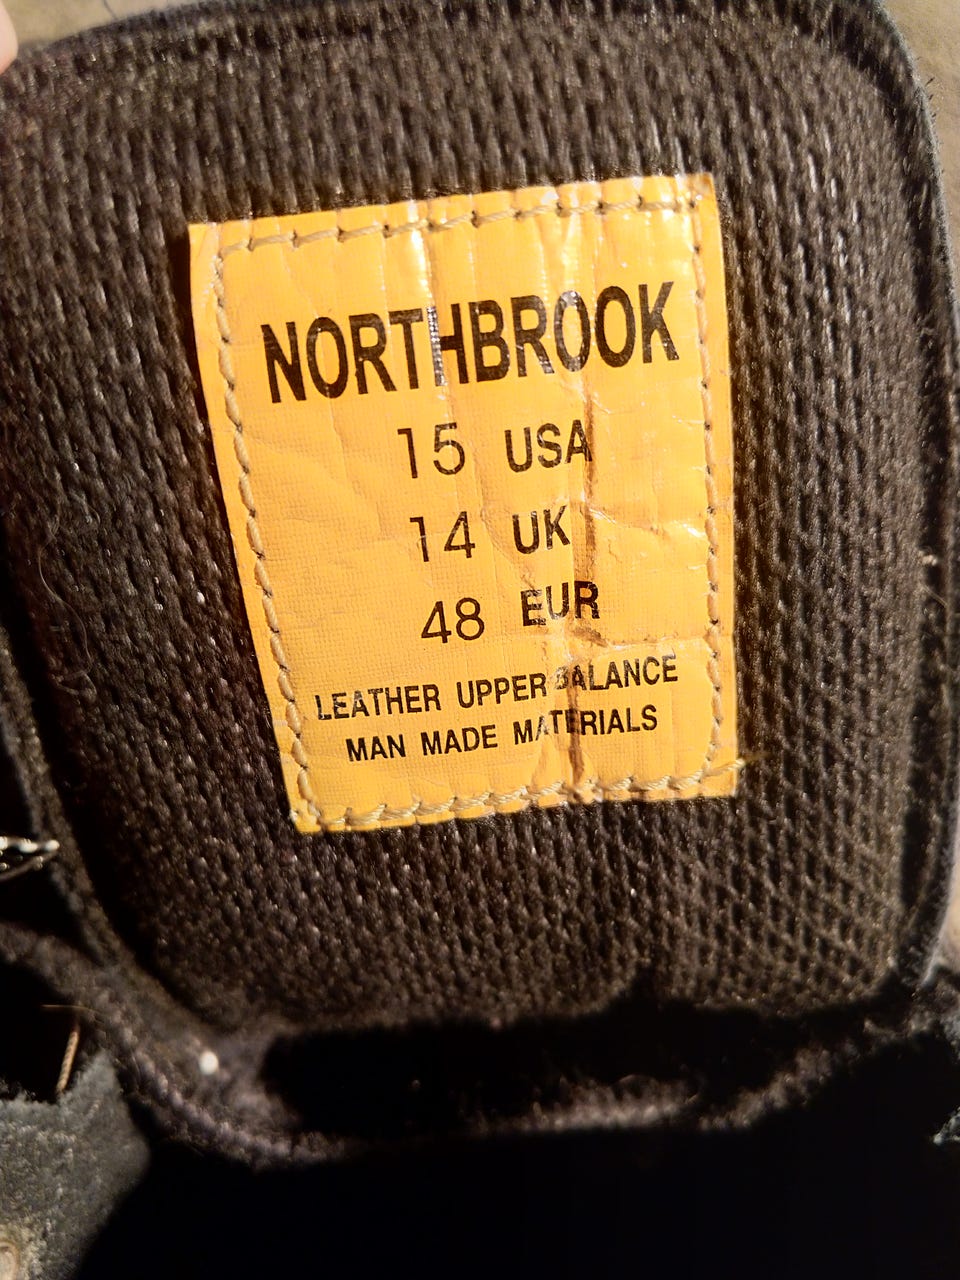 NORTHBROOK
15 USA
14 UK
48 EUR
LEATHER UPPER BALANCE
MAN MADE MATERIALS